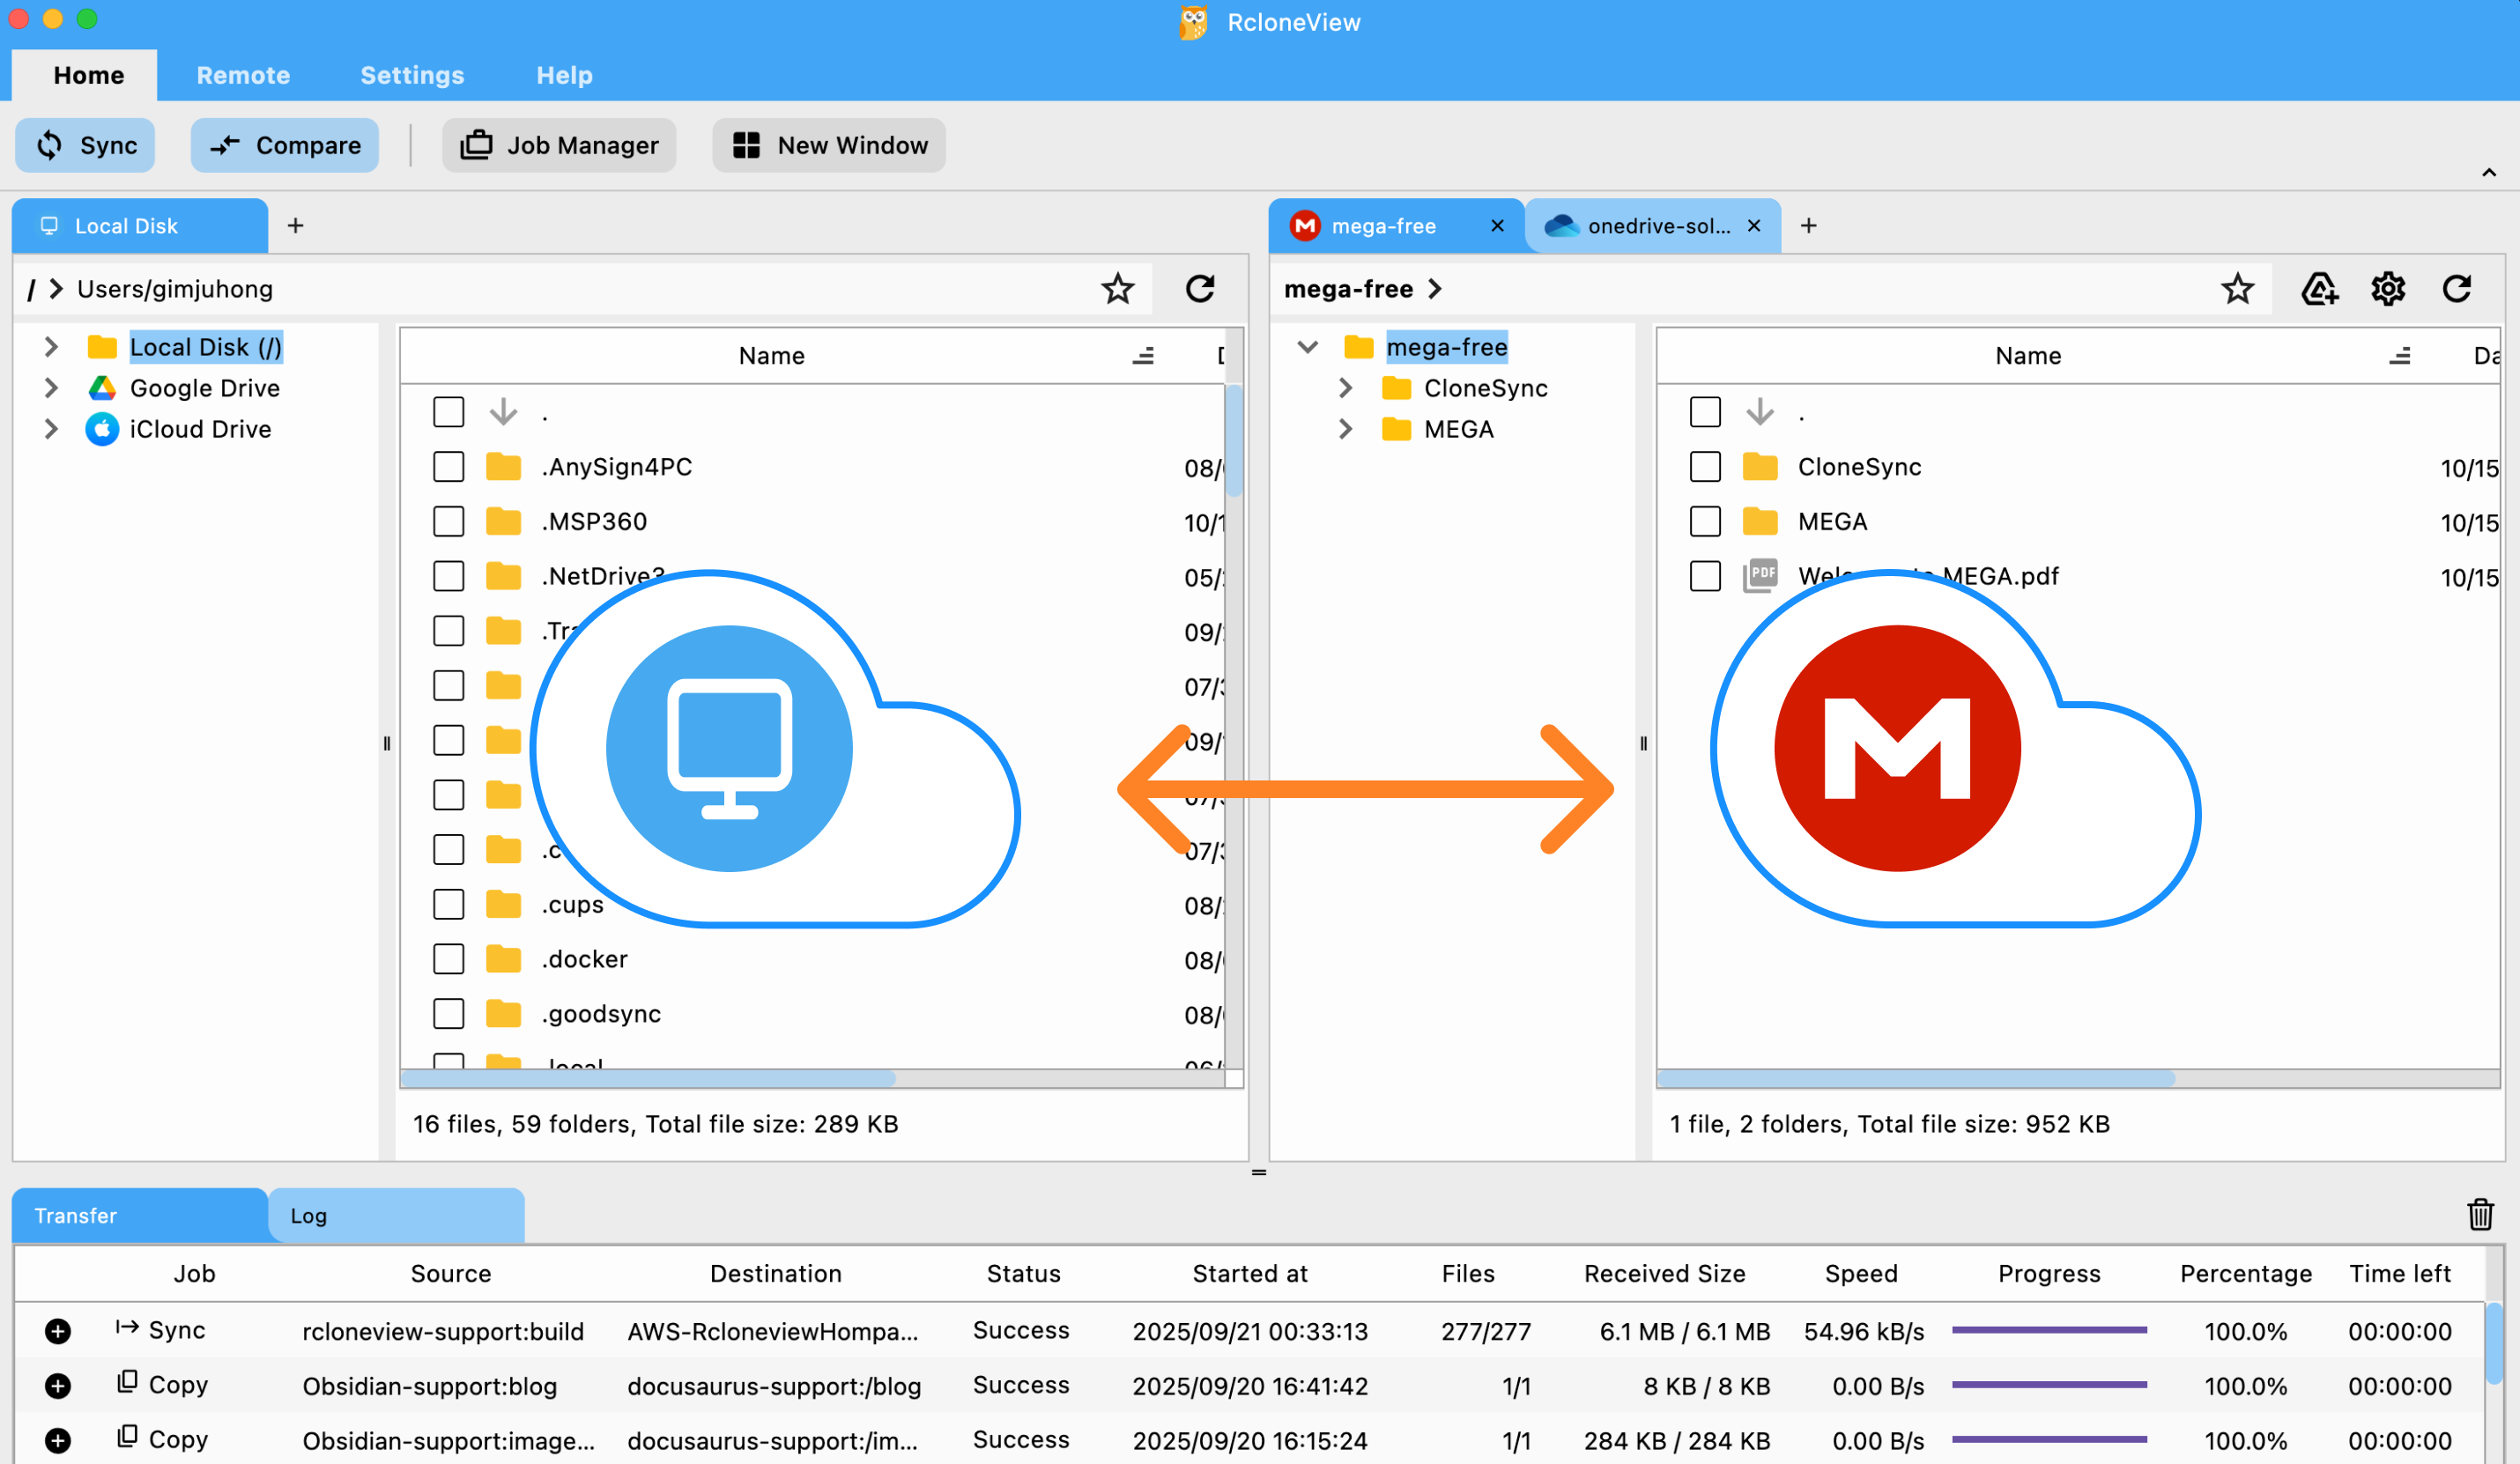 RcloneView
Home Remote Settings Help
Sync Compare Job Manager New Window
Local Disk +
/ > Users/gimjuhong
Local Disk (/)
Google Drive
iCloud Drive
Name
.
.AnySign4PC 08/
.MSP360 10/1
.NetDrive3 05/
09/
07/3
09/
07/3
.c 07/3
.cups 08/
.docker 08/
.goodsync 08/
.local 06/
16 files, 59 folders, Total file size: 289 KB
mega-free × onedrive-sol... × +
mega-free >
mega-free
CloneSync
MEGA
Name Da
.
CloneSync 10/15
MEGA 10/15
PDF MEGA.pdf 10/15
M
1 file, 2 folders, Total file size: 952 KB
Transfer Log
Job Source Destination Status Started at Files Received Size Speed Progress Percentage Time left
Sync rcloneview-support:build AWS-RcloneviewHompa... Success 2025/09/21 00:33:13 277/277 6.1 MB / 6.1 MB 54.96 kB/s 100.0% 00:00:00
Copy Obsidian-support:blog docusaurus-support:/blog Success 2025/09/20 16:41:42 1/1 8 KB / 8 KB 0.00 B/s 100.0% 00:00:00
Copy Obsidian-support:image... docusaurus-support:/im... Success 2025/09/20 16:15:24 1/1 284 KB / 284 KB 0.00 B/s 100.0% 00:00:00